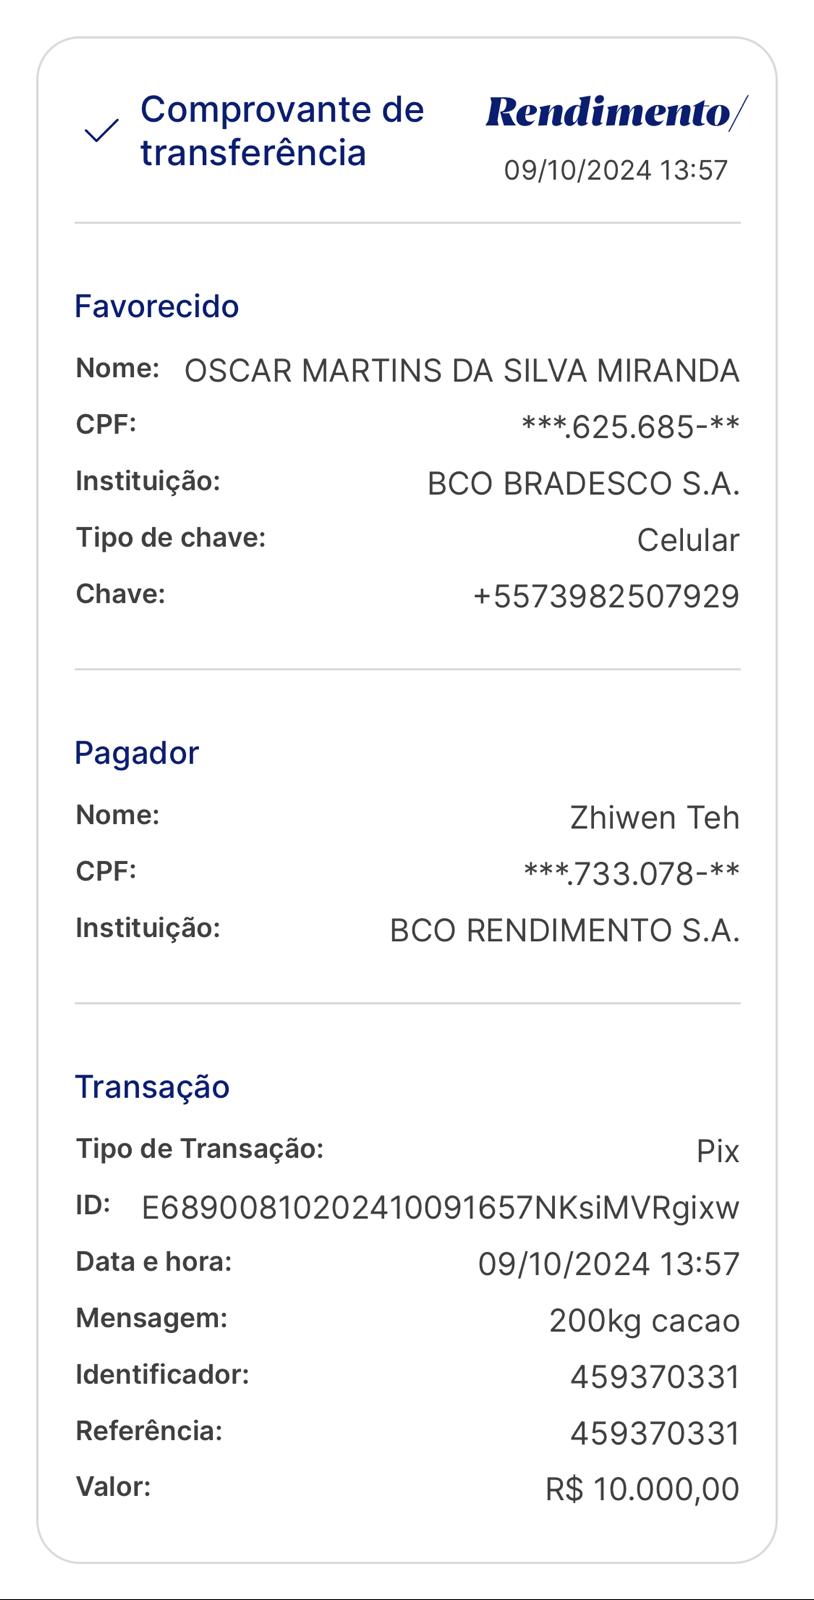 Comprovante de
transferência
Rendimento/
09/10/2024 13:57
Favorecido
Nome: OSCAR MARTINS DA SILVA MIRANDA
CPF: ***.625.685-**
Instituição: BCO BRADESCO S.A.
Tipo de chave: Celular
Chave: +5573982507929
Pagador
Nome: Zhiwen Teh
CPF: ***.733.078-**
Instituição: BCO RENDIMENTO S.A.
Transação
Tipo de Transação: Pix
ID: E68900810202410091657NKsiMVRgixw
Data e hora: 09/10/2024 13:57
Mensagem: 200kg cacao
Identificador: 459370331
Referência: 459370331
Valor: R$ 10.000,00